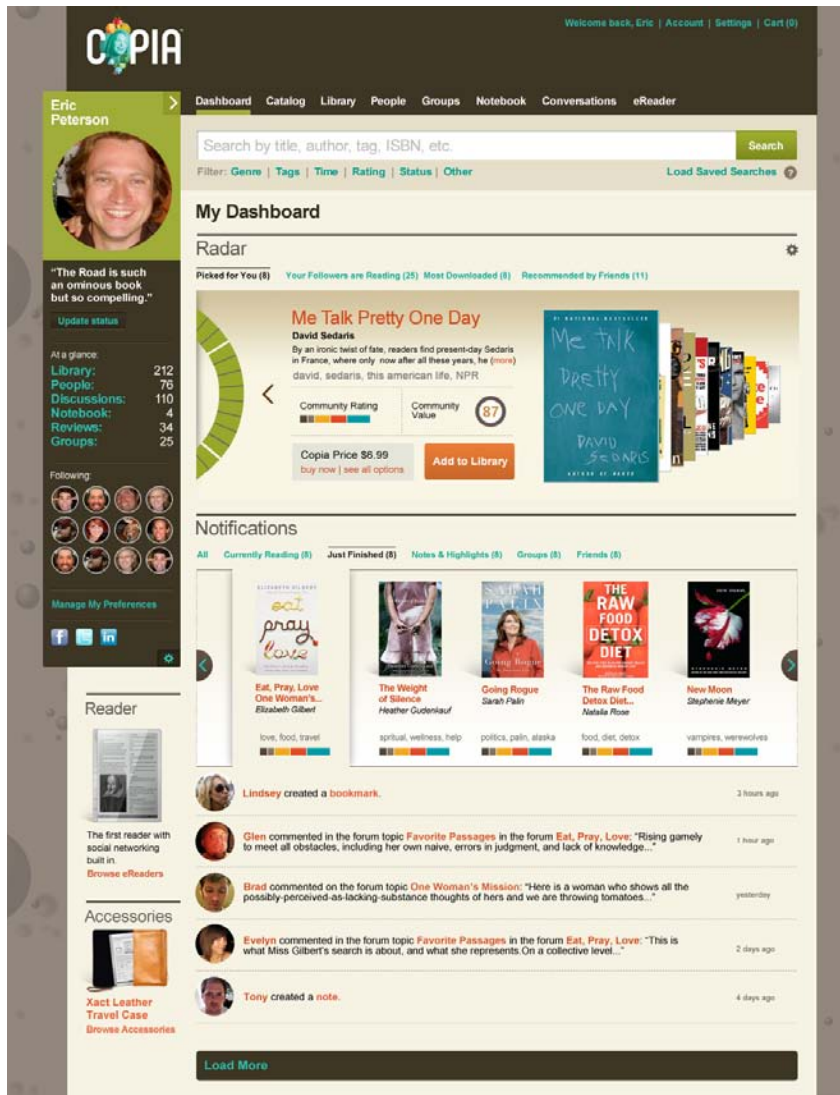 COPIA
Welcome back, Eric | Account | Settings | Cart (0)
Eric
Peterson
Dashboard Catalog Library People Groups Notebook Conversations eReader
Search by title, author, tag, ISBN, etc. Search
Filter: Genre | Tags | Time | Rating | Status | Other
Load Saved Searches ?
"The Road is such
an ominous book
but so compelling."
Update status
At a glance:
Library: 212
People: 76
Discussions: 110
Notebook: 4
Reviews: 34
Groups: 25
Following:
Manage My Preferences
My Dashboard
Radar
Picked for You (8) Your Followers are Reading (25) Most Downloaded (8) Recommended by Friends (11)
Me Talk Pretty One Day
David Sedaris
By an ironic twist of fate, readers find present-day Sedaris
in France, where only now after all these years, he (more)
david, sedaris, this american life, NPR
Community Rating
Community
Value
87
Copia Price $6.99
buy now | see all options
Add to Library
#1 NATIONAL BESTSELLER
Me TALK
PRETTY
ONE DAY
DAVID
SEDARIS
Notifications
All Currently Reading (8) Just Finished (8) Notes & Highlights (8) Groups (8) Friends (8)
ELIZABETH GILBERT
eat
pray
love
SARAH
PALIN
Going Rogue
THE
RAW
FOOD
DETOX
DIET
STEPHENIE MEYER
Eat, Pray, Love
One Woman's...
Elizabeth Gilbert
love, food, travel
The Weight
of Silence
Heather Gudenkauf
spritual, wellness, help
Going Rogue
Sarah Palin
politics, palin, alaska
The Raw Food
Detox Diet...
Natalia Rose
food, diet, detox
New Moon
Stephenie Meyer
vampires, werewolves
Lindsey created a bookmark.
3 hours ago
Glen commented in the forum topic Favorite Passages in the forum Eat, Pray, Love: "Rising gamely
to meet all obstacles, including her own naive, errors in judgment, and lack of knowledge..."
1 hour ago
Brad commented on the forum topic One Woman's Mission: "Here is a woman who shows all the
possibly-perceived-as-lacking-substance thoughts of hers and we are throwing tomatoes..."
yesterday
Evelyn commented in the forum topic Favorite Passages in the forum Eat, Pray, Love: "This is
what Miss Gilbert's search is about, and what she represents.On a collective level..."
2 days ago
Tony created a note.
4 days ago
Load More
Reader
The first reader with
social networking
built in.
Browse eReaders
Accessories
Xact Leather
Travel Case
Browse Accessories